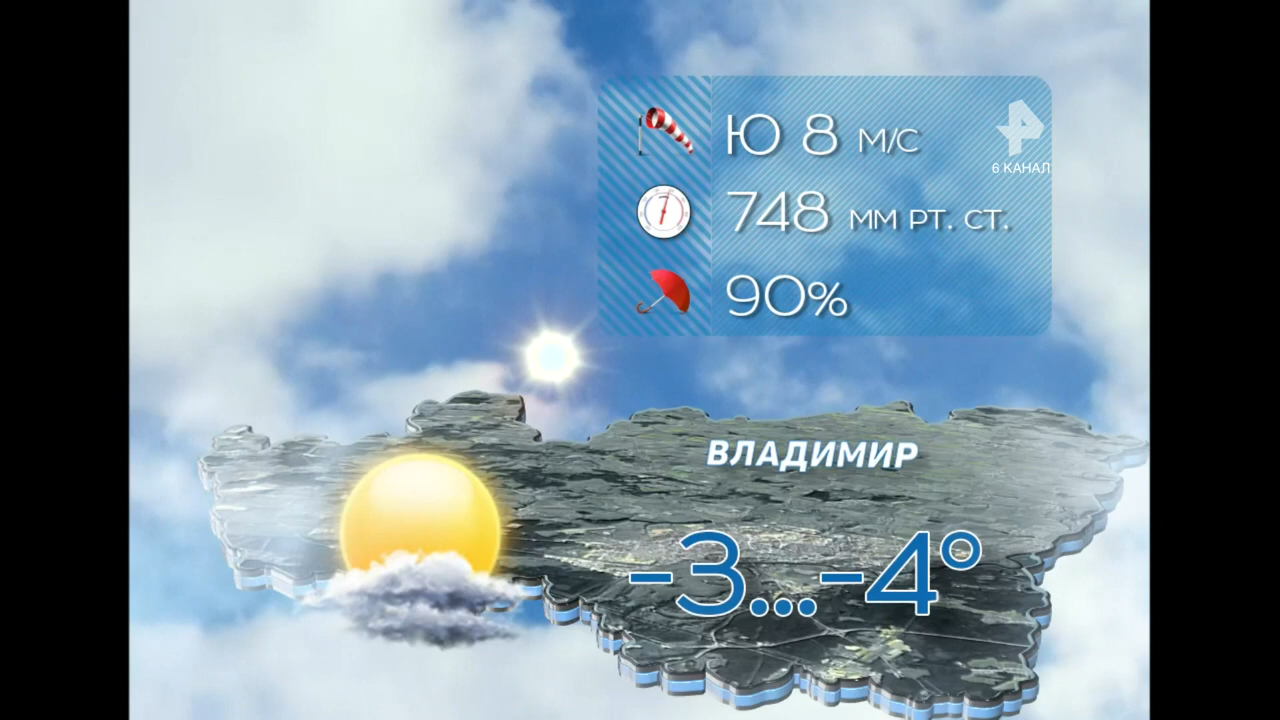 Ю 8 М/С
6 КАНАЛ
748 ММ РТ. СТ.
90%
ВЛАДИМИР
-3...-4°